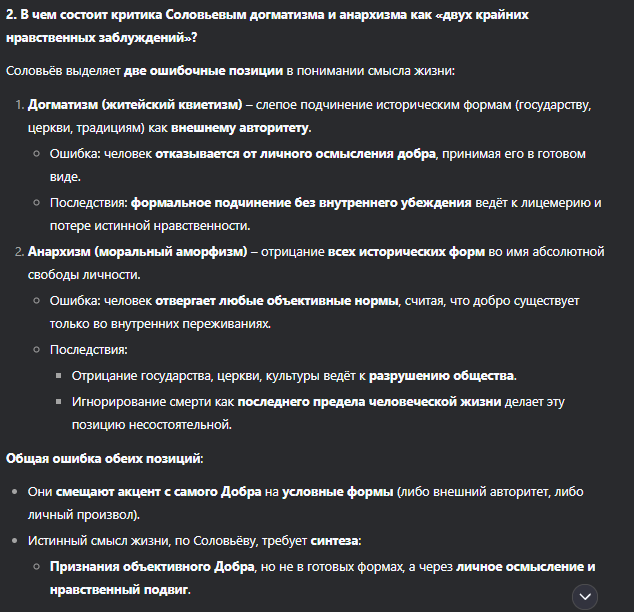 2. В чем состоит критика Соловьевым догматизма и анархизма как «двух крайних
нравственных заблуждений»?
Соловьёв выделяет две ошибочные позиции в понимании смысла жизни:
1. Догматизм (житейский квиетизм) – слепое подчинение историческим формам (государству,
церкви, традициям) как внешнему авторитету.
Ошибка: человек отказывается от личного осмысления добра, принимая его в готовом
виде.
Последствия: формальное подчинение без внутреннего убеждения ведёт к лицемерию и
потере истинной нравственности.
2. Анархизм (моральный аморфизм) – отрицание всех исторических форм во имя абсолютной
свободы личности.
Ошибка: человек отвергает любые объективные нормы, считая, что добро существует
только во внутренних переживаниях.
Последствия:
Отрицание государства, церкви, культуры ведёт к разрушению общества.
Игнорирование смерти как последнего предела человеческой жизни делает эту
позицию несостоятельной.
Общая ошибка обеих позиций:
Они смещают акцент с самого Добра на условные формы (либо внешний авторитет, либо
личный произвол).
Истинный смысл жизни, по Соловьёву, требует синтеза:
Признания объективного Добра, но не в готовых формах, а через личное осмысление и
нравственный подвиг.